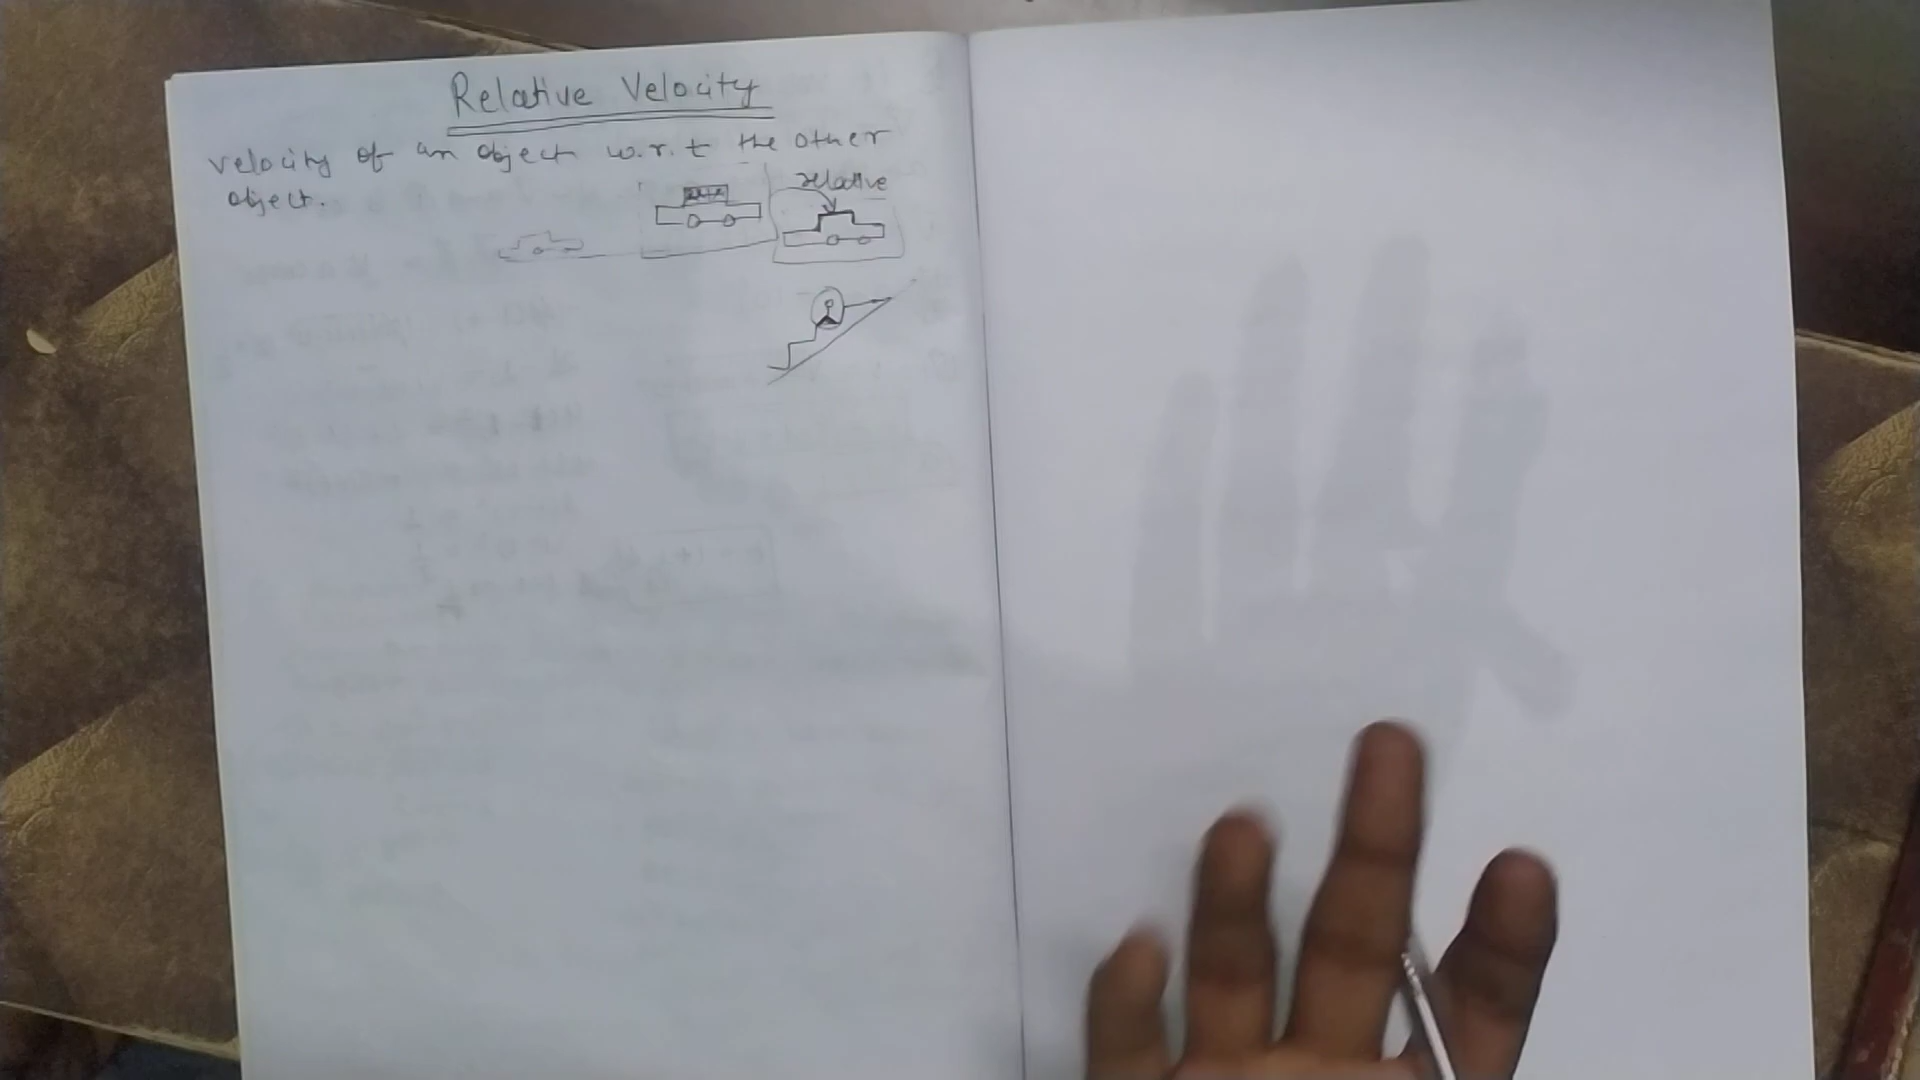 Relative Velocity
velocity of an object w.r.t the other
object.
relative